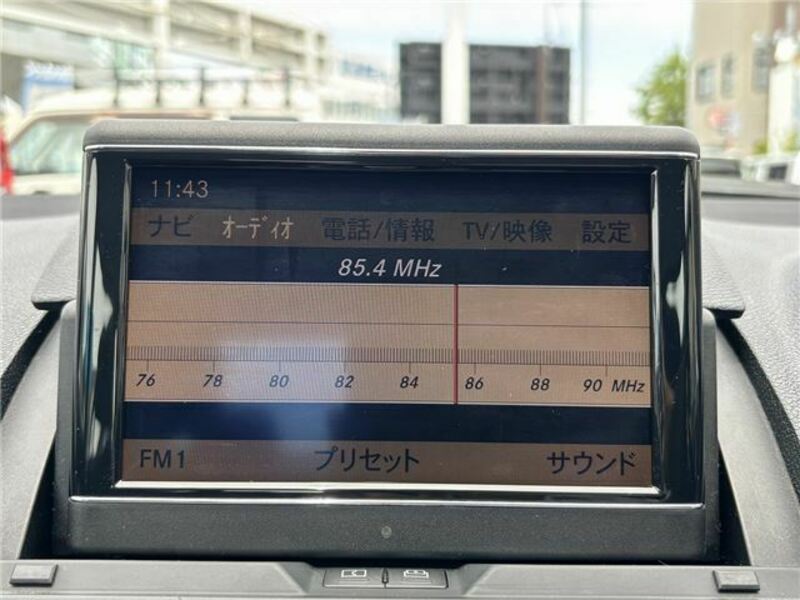 11:43
ナビ オーディオ 電話/情報 TV/映像 設定
85.4 MHz
76 78 80 82 84 86 88 90 MHz
FM1 プリセット サウンド